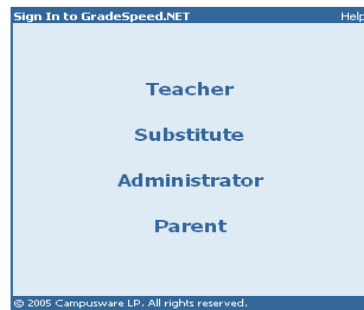 Sign In to GradeSpeed.NET Help
Teacher
Substitute
Administrator
Parent
© 2005 Campusware LP. All rights reserved.